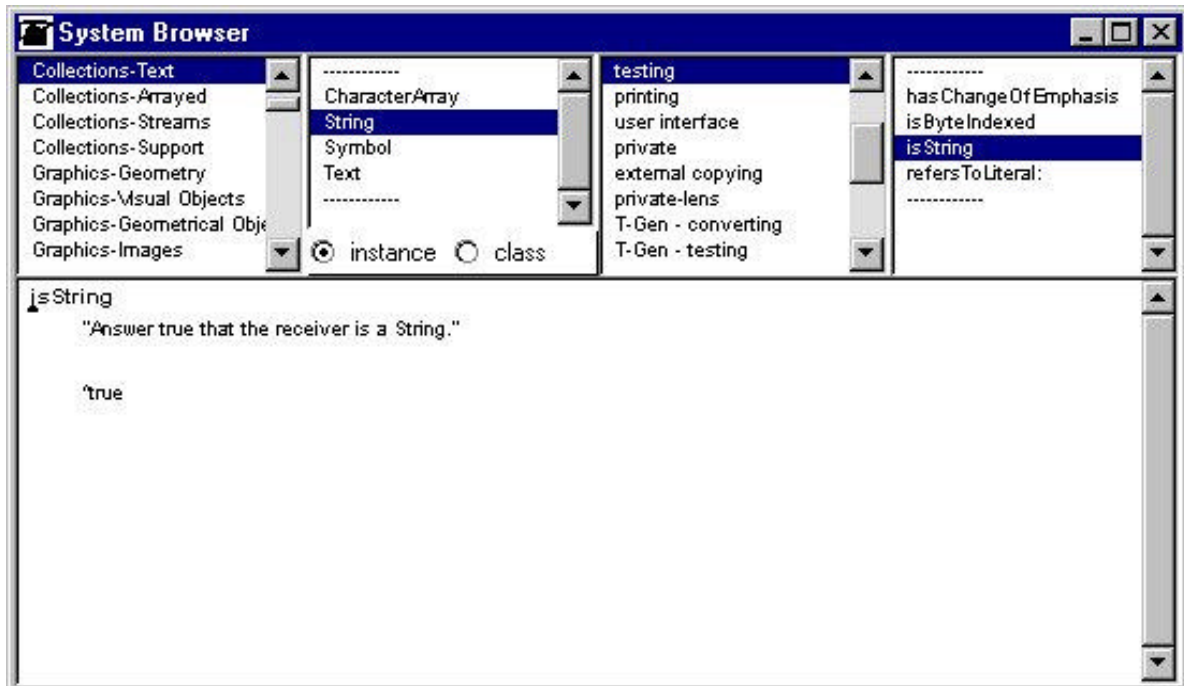 System Browser
Collections-Text
Collections-Arrayed
Collections-Streams
Collections-Support
Graphics-Geometry
Graphics-Visual Objects
Graphics-Geometrical Obje
Graphics-Images
------------
CharacterArray
String
Symbol
Text
------------
instance class
testing
printing
user interface
private
external copying
private-lens
T-Gen - converting
T-Gen - testing
------------
hasChangeOfEmphasis
isByteIndexed
isString
refersToLiteral:
------------
isString
"Answer true that the receiver is a String."
^true